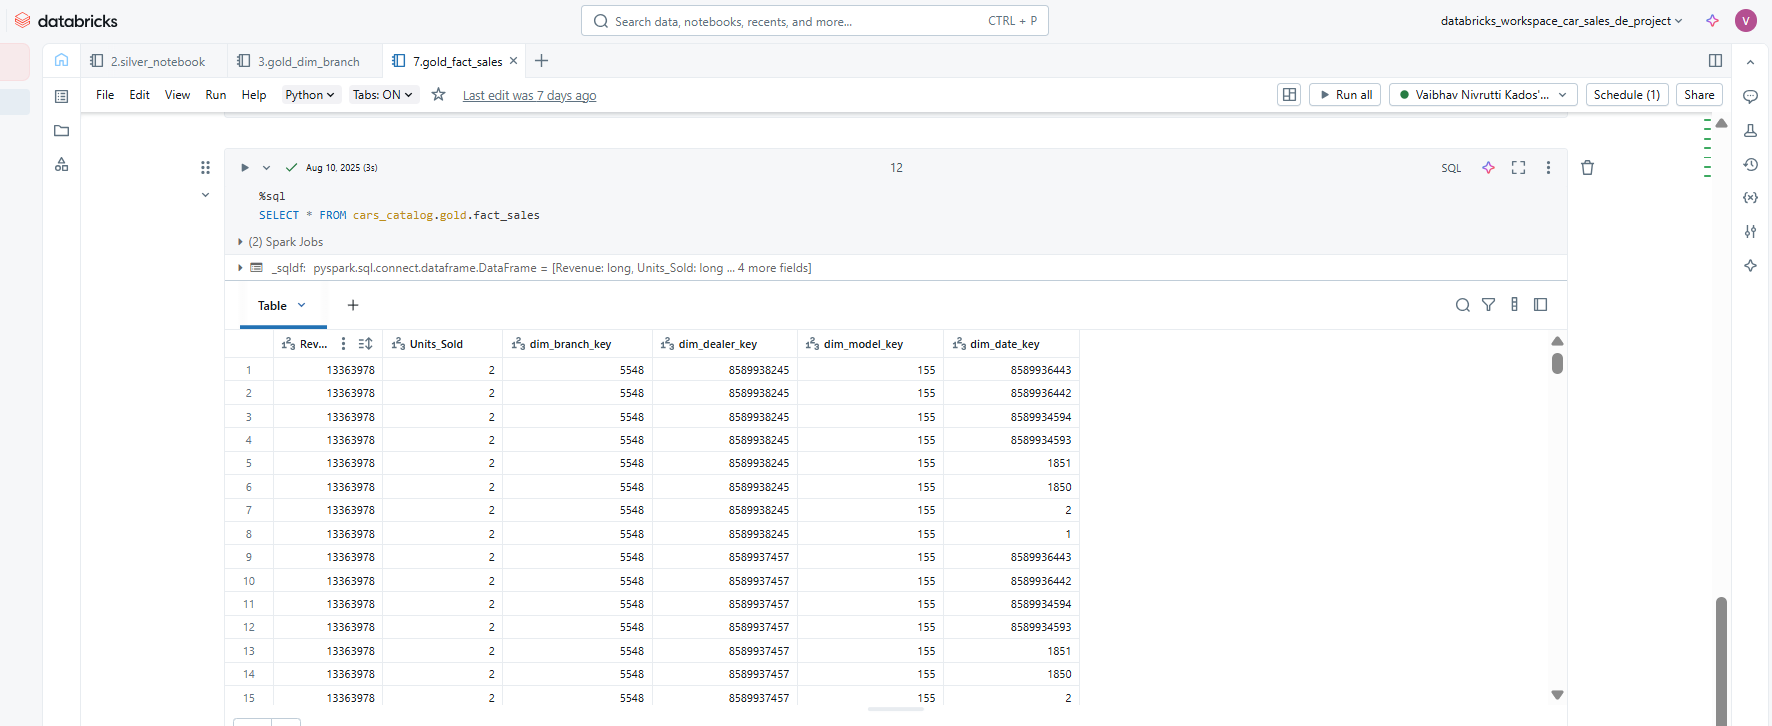 databricks
Search data, notebooks, recents, and more...
CTRL + P
databricks_workspace_car_sales_de_project
V
2.silver_notebook
3.gold_dim_branch
7.gold_fact_sales
File Edit View Run Help Python Tabs: ON Last edit was 7 days ago
Run all
Vaibhav Nivrutti Kados'...
Schedule (1)
Share
Aug 10, 2025 (3s)
12
SQL
%sql
SELECT * FROM cars_catalog.gold.fact_sales
(2) Spark Jobs
_sqldf: pyspark.sql.connect.dataframe.DataFrame = [Revenue: long, Units_Sold: long ... 4 more fields]
Table
Rev... Units_Sold dim_branch_key dim_dealer_key dim_model_key dim_date_key
1 13363978 2 5548 8589938245 155 8589936443
2 13363978 2 5548 8589938245 155 8589936442
3 13363978 2 5548 8589938245 155 8589934594
4 13363978 2 5548 8589938245 155 8589934593
5 13363978 2 5548 8589938245 155 1851
6 13363978 2 5548 8589938245 155 1850
7 13363978 2 5548 8589938245 155 2
8 13363978 2 5548 8589938245 155 1
9 13363978 2 5548 8589937457 155 8589936443
10 13363978 2 5548 8589937457 155 8589936442
11 13363978 2 5548 8589937457 155 8589934594
12 13363978 2 5548 8589937457 155 8589934593
13 13363978 2 5548 8589937457 155 1851
14 13363978 2 5548 8589937457 155 1850
15 13363978 2 5548 8589937457 155 2